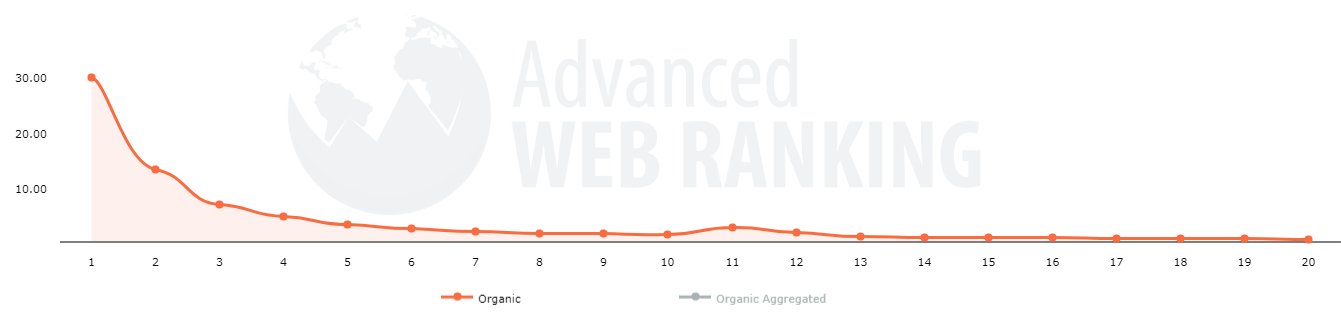 Advanced
WEB RANKING
30.00
20.00
10.00
1 2 3 4 5 6 7 8 9 10 11 12 13 14 15 16 17 18 19 20
Organic Organic Aggregated